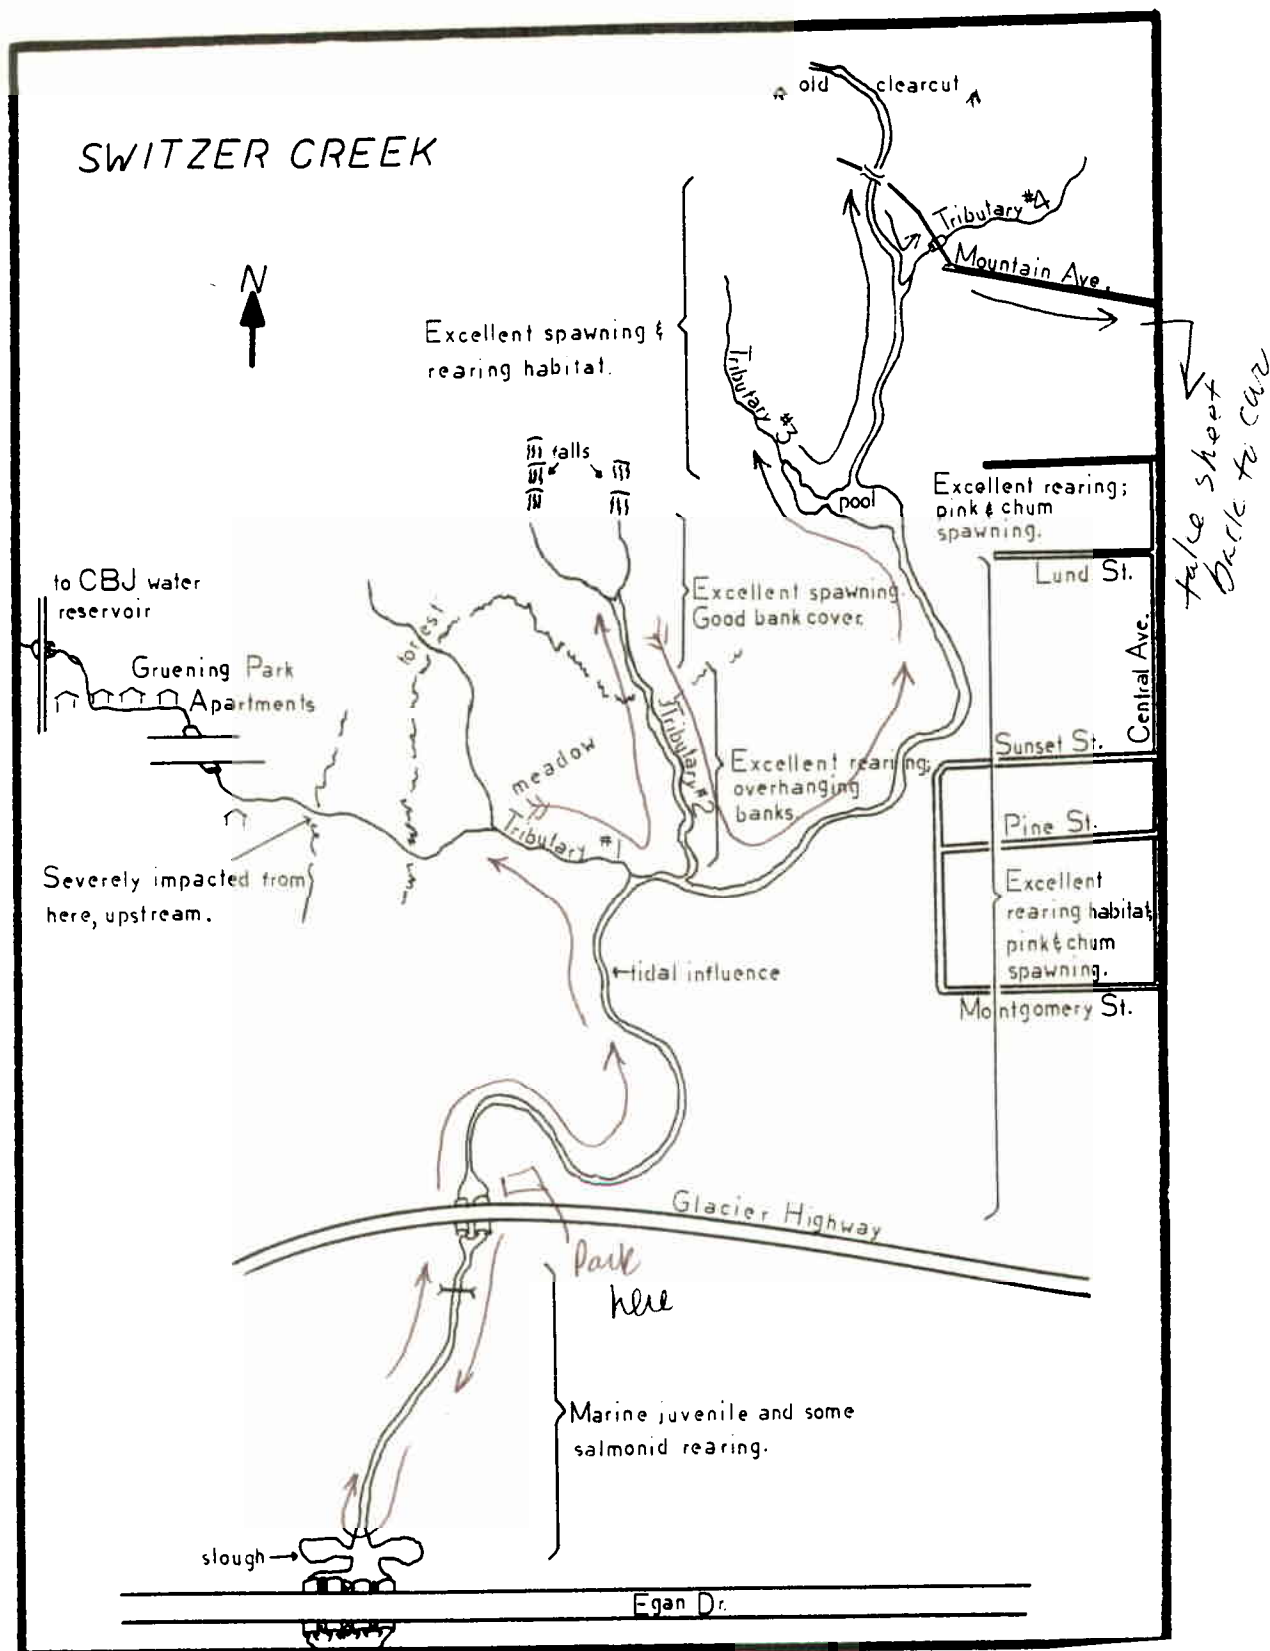 old clearcut
SWITZER CREEK
Tributary #4
N
Mountain Ave.
Excellent spawning &
rearing habitat.
Tributary #3
take street
back to car
falls
pool
Excellent rearing;
pink & chum
spawning.
Lund St.
to CBJ water
reservoir
Excellent spawning.
Good bank cover.
forest
Gruening Park
Apartments
Central Ave.
Tributary #2
Sunset St.
meadow
Excellent rearing;
overhanging
banks.
Pine St.
Tributary #1
Severely impacted from
here, upstream.
Excellent
rearing habitat,
pink & chum
spawning.
tidal influence
Montgomery St.
Glacier Highway
Park
here
Marine juvenile and some
salmonid rearing.
slough
Egan Dr.